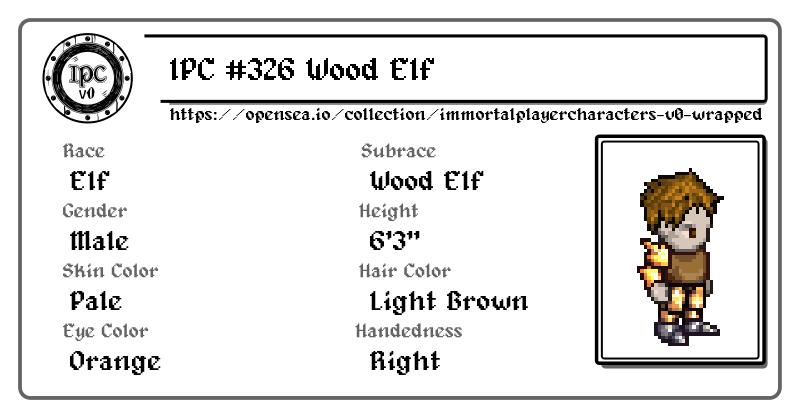 IPC v0
IPC #326 Wood Elf
https://opensea.io/collection/immortalplayercharacters-v0-wrapped
Race
Elf
Subrace
Wood Elf
Gender
Male
Height
6'3"
Skin Color
Pale
Hair Color
Light Brown
Eye Color
Orange
Handedness
Right